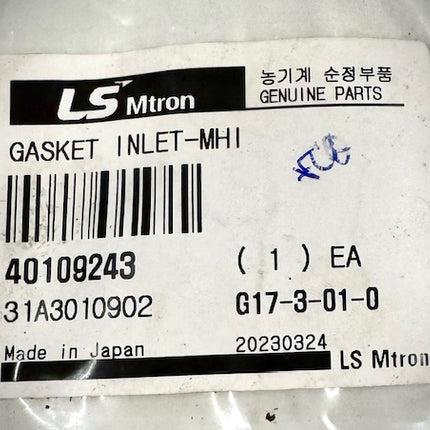 LS Mtron
농기계 순정부품
GENUINE PARTS
GASKET INLET-MHI
40109243
( 1 ) EA
31A3010902
G17-3-01-0
Made in Japan
20230324
LS Mtron